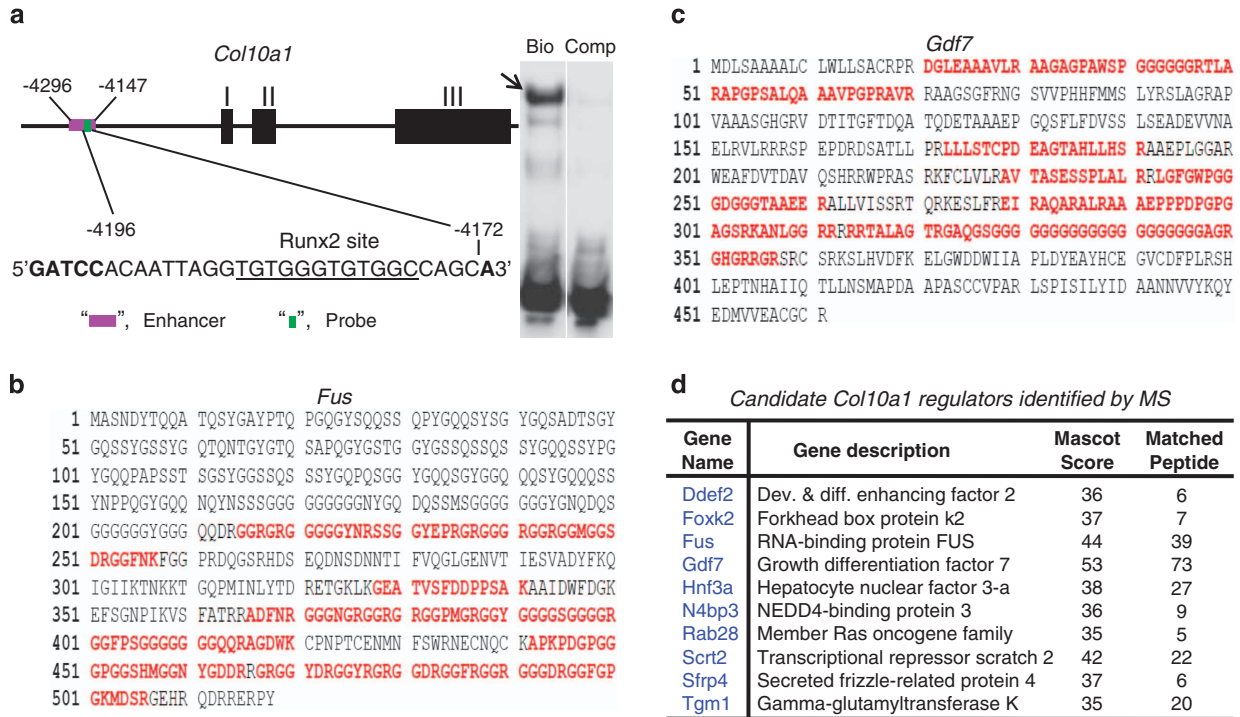 a
Col10a1
-4296
-4147
I
II
III
-4196
-4172
Runx2 site
5'GATCCACAATTAGGTGTGGGTGTGGCCAGCA3'
“ ”, Enhancer “ ”, Probe
Bio Comp
b
Fus
1 MASNDYTQQA TQSYGAYPTQ PGQGYSQQSS QPYGQQSYSG YGQSADTSGY
51 GQSSYGSSYG QTQNTGYGTQ SAPQGYGSTG GYGSSQSSQS SYGQQSSYPG
101 YGQQPAPSST SGSYGGSSQS SSYGQPQSGG YGQQSGYGGQ QQSYGQQQSS
151 YNPPQGYGQQ NQYNSSSGGG GGGGGGNYGQ DQSSMSGGGG GGGYGNQDQS
201 GGGGGGYGGG QQDRGGRGRG GGGGYNRSSG GYEPRGRGGG RGGRGGMGGS
251 DRGGFNKFGG PRDQGSRHDS EQDNSDNNTI FVQGLGENVT IESVADYFKQ
301 IGIIKTNKKT GQPMINLYTD RETGKLKGEA TVSFDDPPSA KAAIDWFDGK
351 EFSGNPIKVS FATRRADFNR GGGNGRGGRG RGGPMGRGGY GGGGSGGGGR
401 GGFPSGGGGG GGQQRAGDWK CPNPTCENMN FSWRNECNQC KAPKPDGPGG
451 GPGGSHMGGN YGDDRRGRGG YDRGGYRGRG GDRGGFRGGR GGGDRGGFGP
501 GKMDSRGEHR QDRRERPY
c
Gdf7
1 MDLSAAAALC LWLLSACRPR DGLEAAAVLR AAGAGPAWSP GGGGGGRTLA
51 RAPGPSALQA AAVPGPRAVR RAAGSGFRNG SVVPHHFMMS LYRSLAGRAP
101 VAAASGHGRV DTITGFTDQA TQDETAAAEP GQSFLFDVSS LSEADEVVNA
151 ELRVLRRRSP EPDRDSATLL PRLLLSTCPD EAGTAHLLHS RAAEPLGGAR
201 WEAFDVTDAV QSHRRWPRAS RKFCLVLRAV TASESSPLAL RRLGFGWPGG
251 GDGGGTAAEE RALLVISSRT QRKESLFREI RAQARALRAA AEPPPDPGPG
301 AGSRKANLGG RRRRRTALAG TRGAQGSGGG GGGGGGGGGG GGGGGGGAGR
351 GHGRRGRSRC SRKSLHVDFK ELGWDDWIIA PLDYEAYHCE GVCDFPLRSH
401 LEPTNHAIIQ TLLNSMAPDA APASCCVPAR LSPISILYID AANNVVYKQY
451 EDMVVEACGC R
d
Candidate Col10a1 regulators identified by MS
Gene Name Gene description Mascot Score Matched Peptide
Ddef2 Dev. & diff. enhancing factor 2 36 6
Foxk2 Forkhead box protein k2 37 7
Fus RNA-binding protein FUS 44 39
Gdf7 Growth differentiation factor 7 53 73
Hnf3a Hepatocyte nuclear factor 3-a 38 27
N4bp3 NEDD4-binding protein 3 36 9
Rab28 Member Ras oncogene family 35 5
Scrt2 Transcriptional repressor scratch 2 42 22
Sfrp4 Secreted frizzle-related protein 4 37 6
Tgm1 Gamma-glutamyltransferase K 35 20